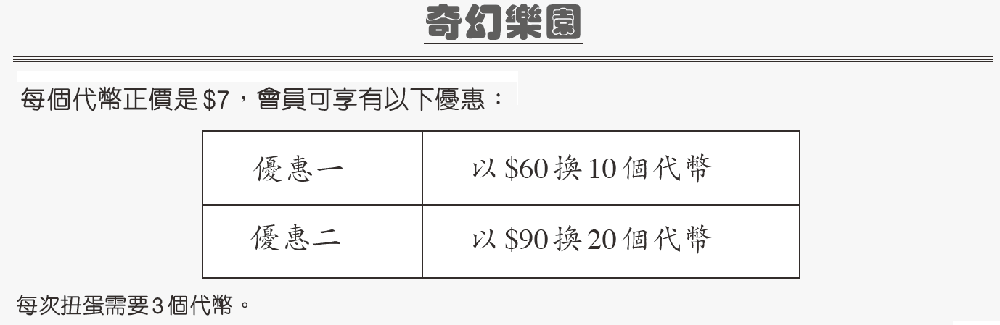 奇幻樂園
每個代幣正價是$7，會員可享有以下優惠：
優惠一 以$60換10個代幣
優惠二 以$90換20個代幣
每次扭蛋需要3個代幣。